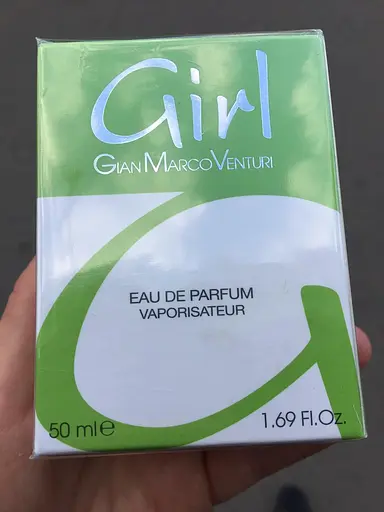 Girl
GIAN MARCO VENTURI
EAU DE PARFUM
VAPORISATEUR
50 ml e 1.69 Fl.Oz.